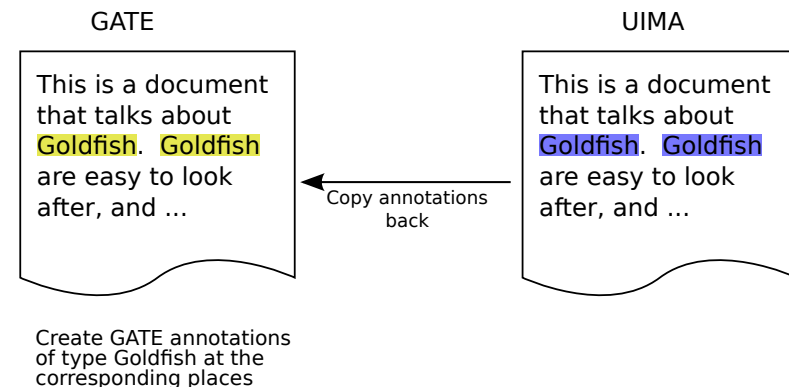 GATE
This is a document
that talks about
Goldfish.  Goldfish
are easy to look
after, and ...
Copy annotations
back
UIMA
This is a document
that talks about
Goldfish.  Goldfish
are easy to look
after, and ...
Create GATE annotations
of type Goldfish at the
corresponding places